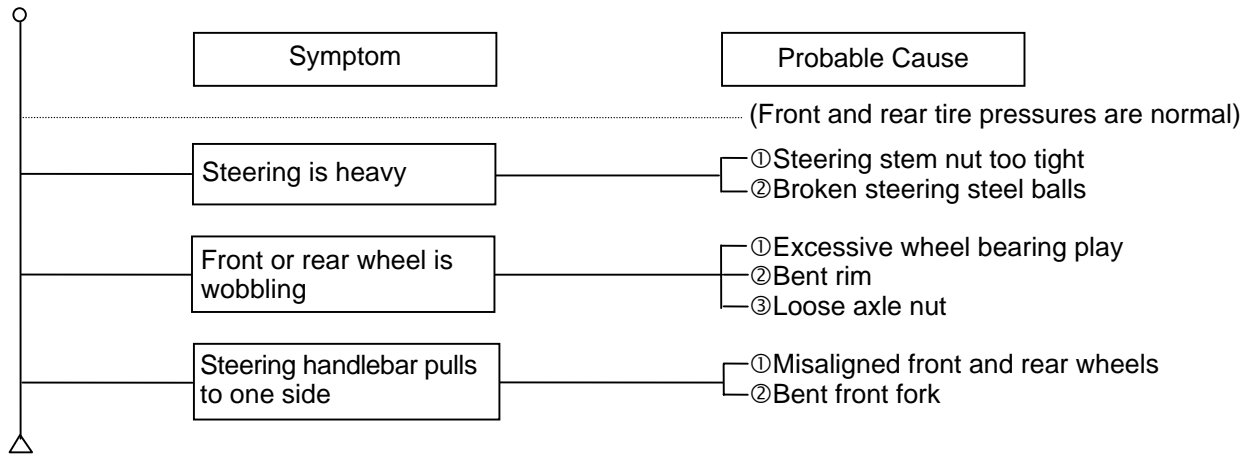 Symptom
Probable Cause
(Front and rear tire pressures are normal)
Steering is heavy
①Steering stem nut too tight
②Broken steering steel balls
Front or rear wheel is
wobbling
①Excessive wheel bearing play
②Bent rim
③Loose axle nut
Steering handlebar pulls
to one side
①Misaligned front and rear wheels
②Bent front fork